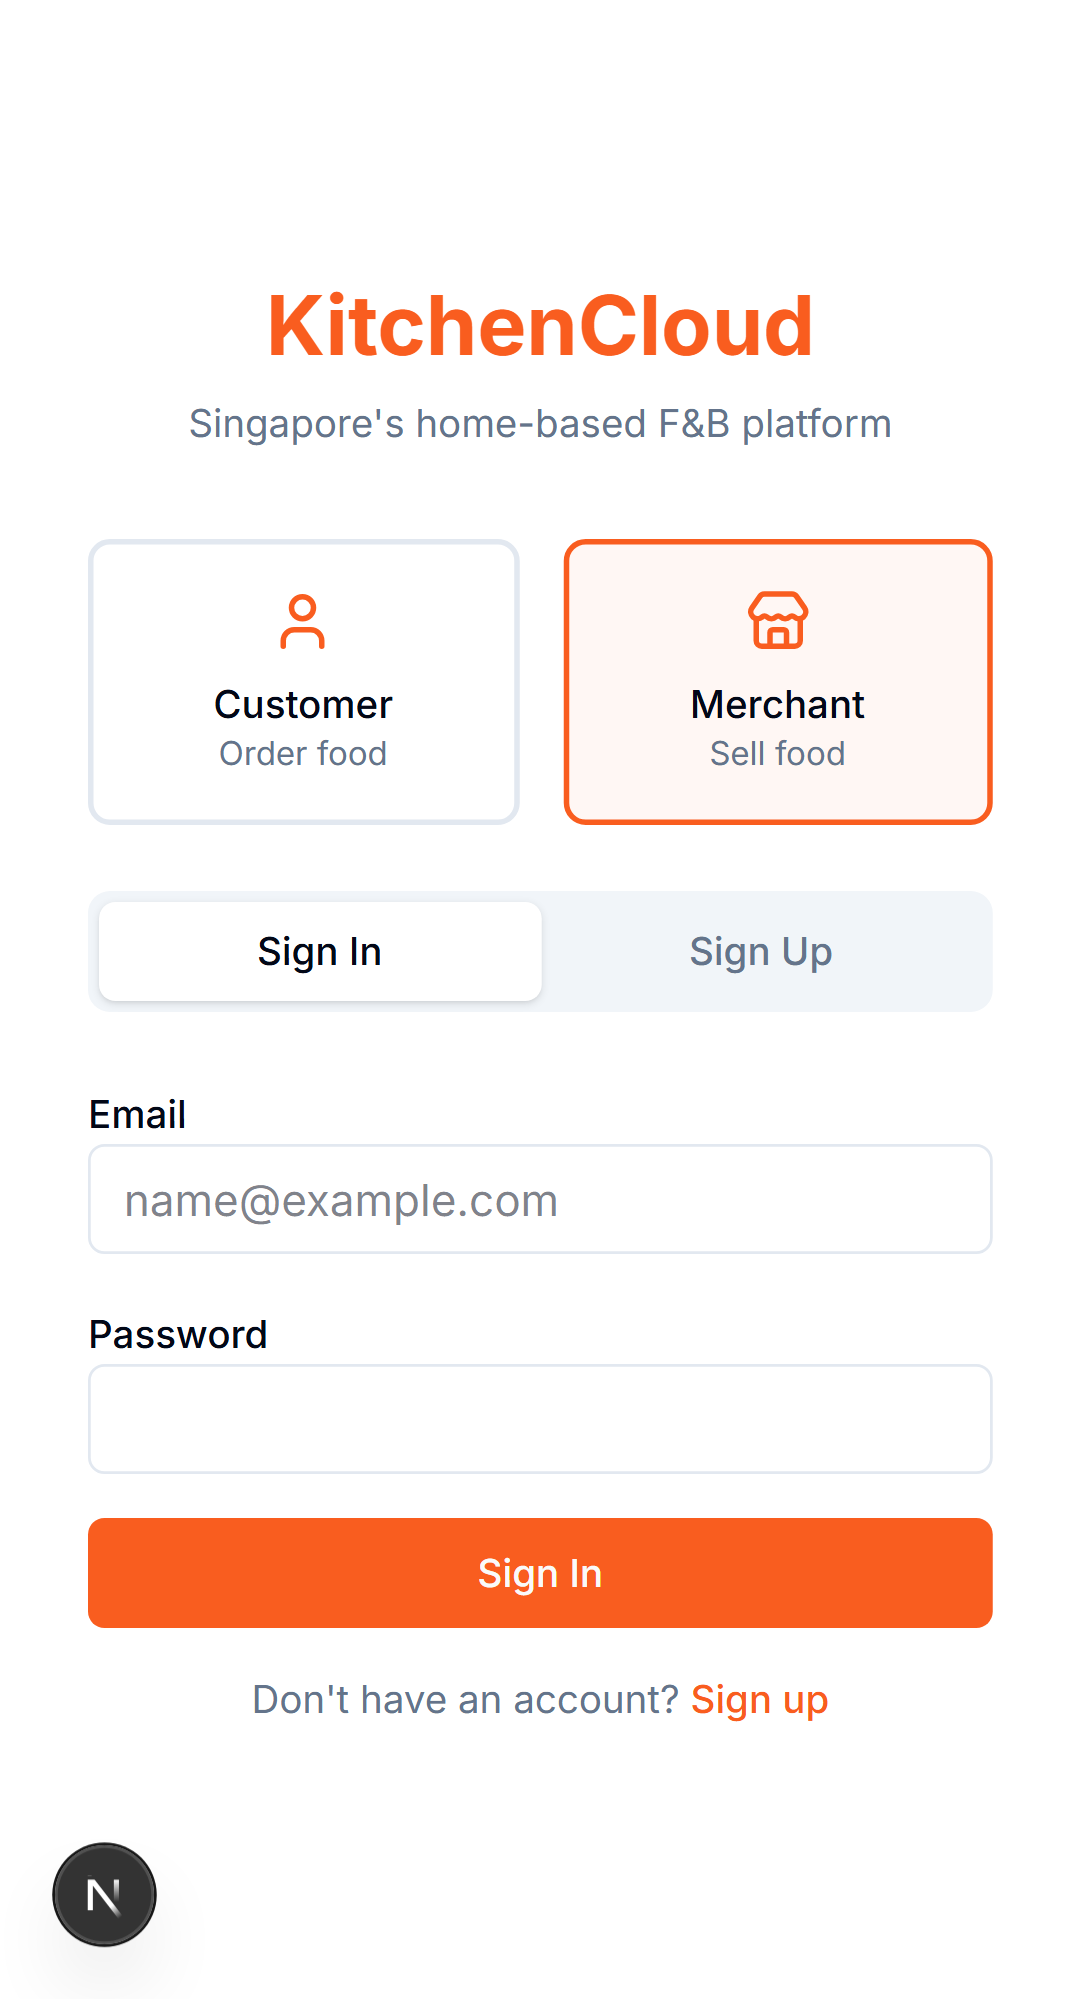 KitchenCloud
Singapore's home-based F&B platform
Customer
Order food
Merchant
Sell food
Sign In
Sign Up
Email
name@example.com
Password
Sign In
Don't have an account? Sign up
N